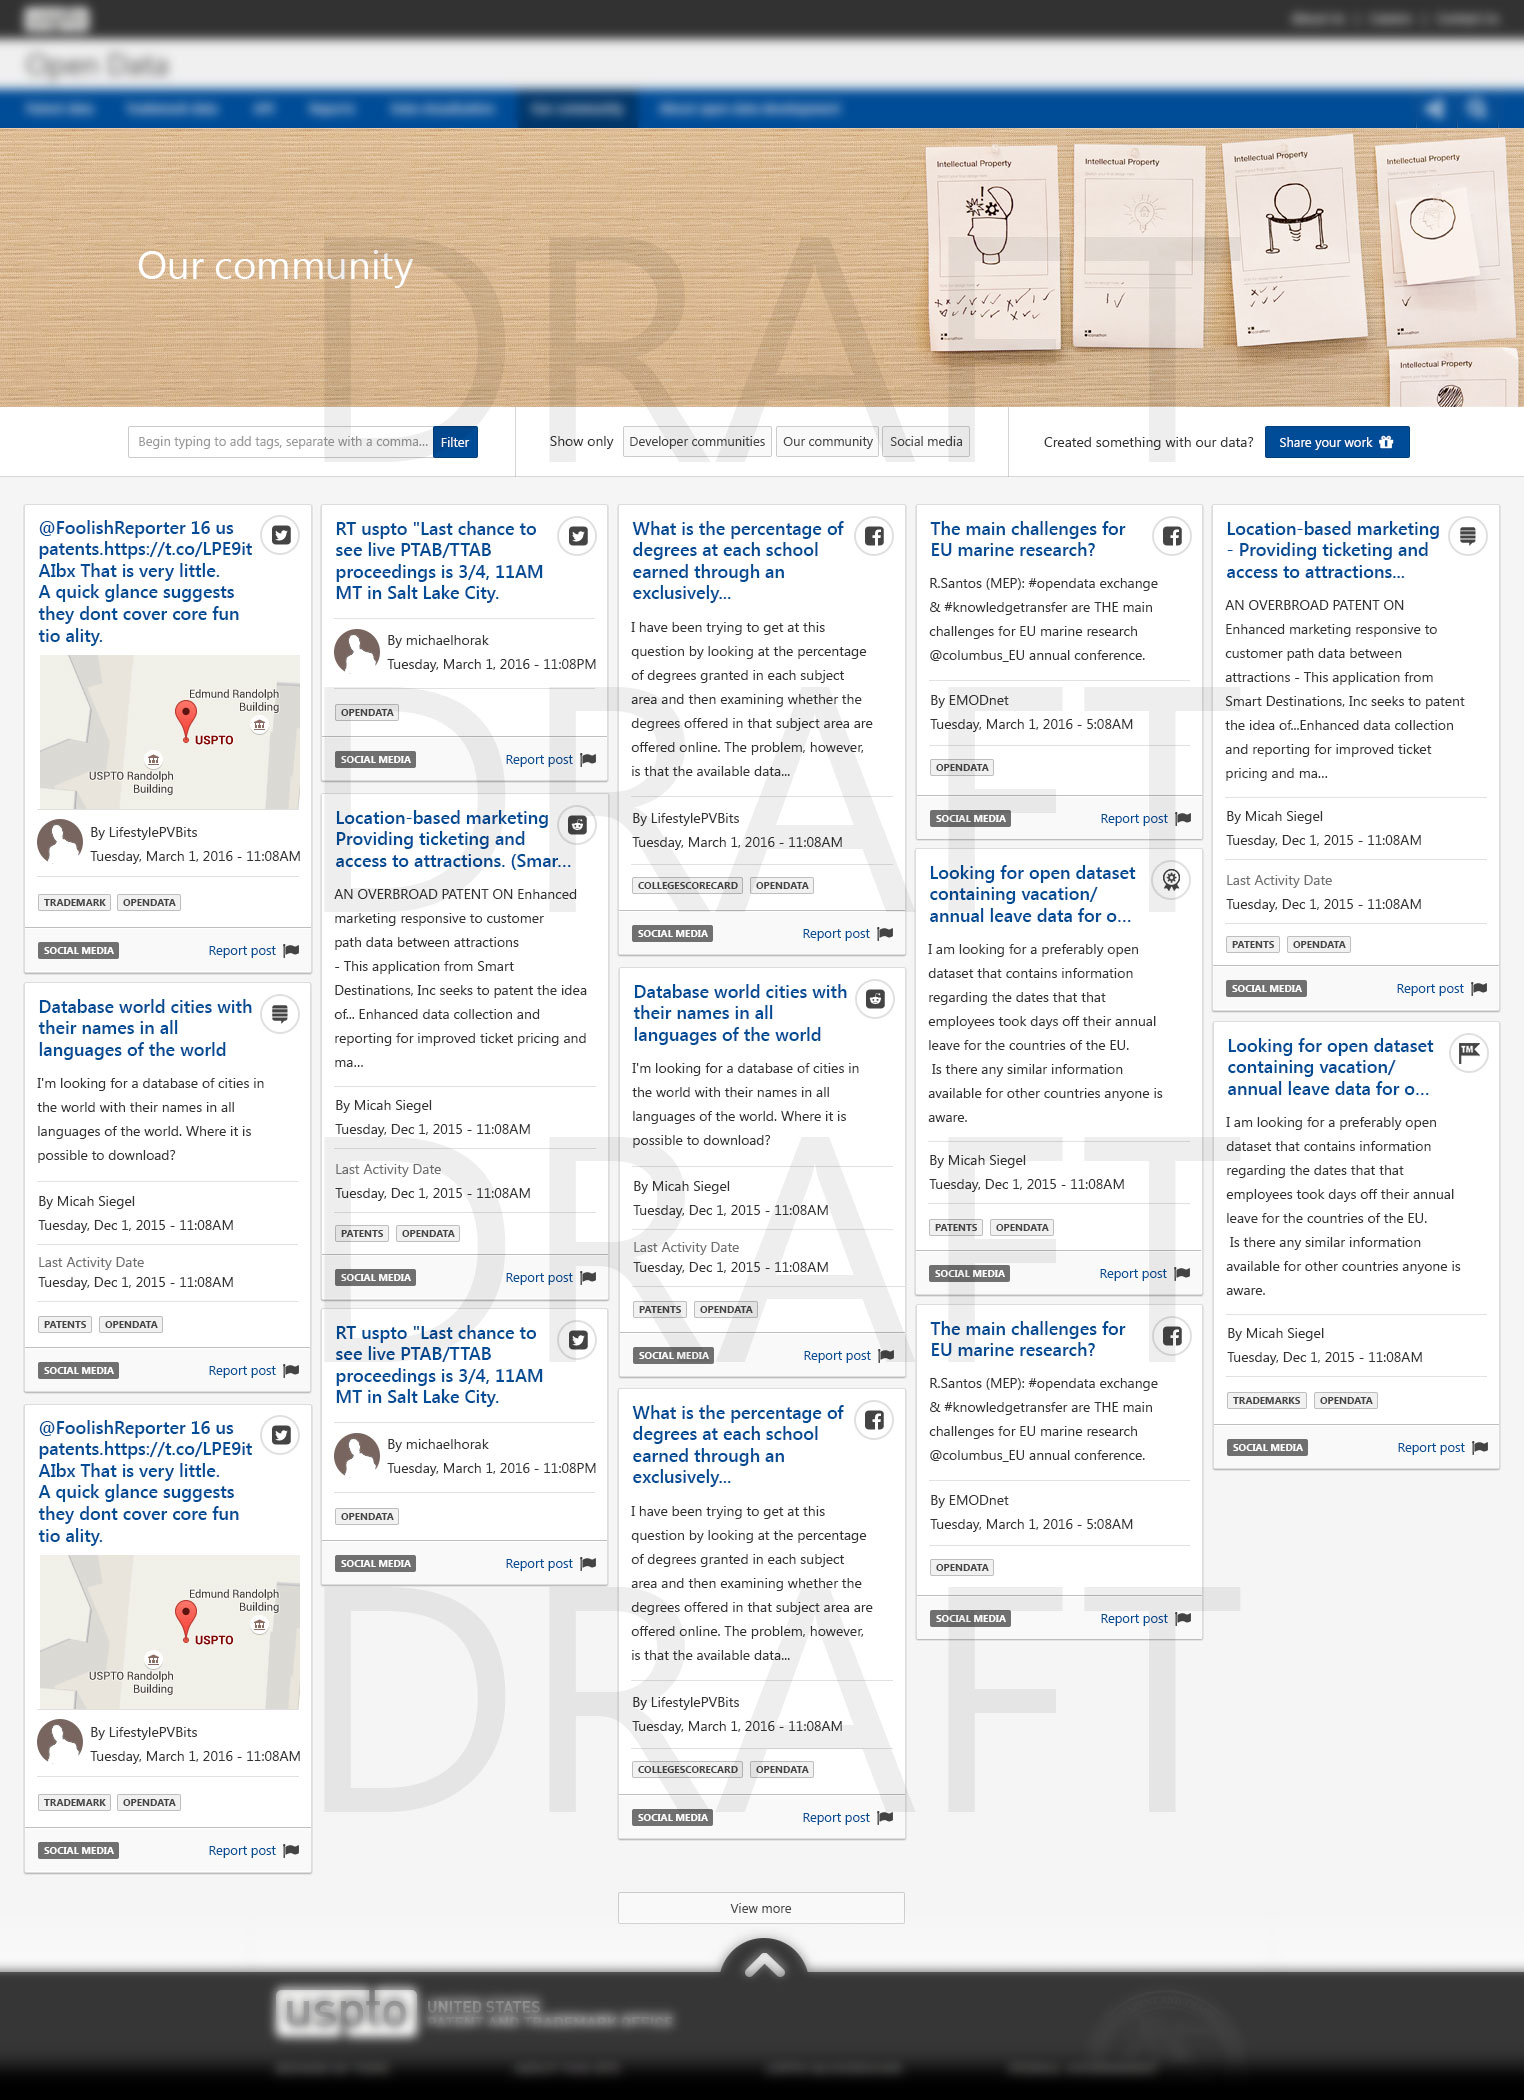 uspto
Open Data
About Us | Careers | Contact Us
Patent data Trademark data API Reports Data visualization Our community About open data development
Our community
Intellectual Property
Intellectual Property
Intellectual Property
Intellectual Property
Intellectual Property
DRAFT
Begin typing to add tags, separate with a comma...
Filter
Show only
Developer communities
Our community
Social media
Created something with our data?
Share your work
@FoolishReporter 16 us
patents.https://t.co/LPE9it
AIbx That is very little.
A quick glance suggests
they dont cover core fun
tio ality.
Edmund Randolph
Building
USPTO
USPTO Randolph
Building
By LifestylePVBits
Tuesday, March 1, 2016 - 11:08AM
TRADEMARK OPENDATA
SOCIAL MEDIA Report post
Database world cities with
their names in all
languages of the world
I'm looking for a database of cities in
the world with their names in all
languages of the world. Where it is
possible to download?
By Micah Siegel
Tuesday, Dec 1, 2015 - 11:08AM
Last Activity Date
Tuesday, Dec 1, 2015 - 11:08AM
PATENTS OPENDATA
SOCIAL MEDIA Report post
@FoolishReporter 16 us
patents.https://t.co/LPE9it
AIbx That is very little.
A quick glance suggests
they dont cover core fun
tio ality.
Edmund Randolph
Building
USPTO
USPTO Randolph
Building
By LifestylePVBits
Tuesday, March 1, 2016 - 11:08AM
TRADEMARK OPENDATA
SOCIAL MEDIA Report post
RT uspto "Last chance to
see live PTAB/TTAB
proceedings is 3/4, 11AM
MT in Salt Lake City.
By michaelhorak
Tuesday, March 1, 2016 - 11:08PM
OPENDATA
SOCIAL MEDIA Report post
Location-based marketing
Providing ticketing and
access to attractions. (Smar...
AN OVERBROAD PATENT ON Enhanced
marketing responsive to customer
path data between attractions
- This application from Smart
Destinations, Inc seeks to patent the idea
of... Enhanced data collection and
reporting for improved ticket pricing and
ma...
By Micah Siegel
Tuesday, Dec 1, 2015 - 11:08AM
Last Activity Date
Tuesday, Dec 1, 2015 - 11:08AM
PATENTS OPENDATA
SOCIAL MEDIA Report post
RT uspto "Last chance to
see live PTAB/TTAB
proceedings is 3/4, 11AM
MT in Salt Lake City.
By michaelhorak
Tuesday, March 1, 2016 - 11:08PM
OPENDATA
SOCIAL MEDIA Report post
What is the percentage of
degrees at each school
earned through an
exclusively...
I have been trying to get at this
question by looking at the percentage
of degrees granted in each subject
area and then examining whether the
degrees offered in that subject area are
offered online. The problem, however,
is that the available data...
By LifestylePVBits
Tuesday, March 1, 2016 - 11:08AM
COLLEGESCORECARD OPENDATA
SOCIAL MEDIA Report post
Database world cities with
their names in all
languages of the world
I'm looking for a database of cities in
the world with their names in all
languages of the world. Where it is
possible to download?
By Micah Siegel
Tuesday, Dec 1, 2015 - 11:08AM
Last Activity Date
Tuesday, Dec 1, 2015 - 11:08AM
PATENTS OPENDATA
SOCIAL MEDIA Report post
What is the percentage of
degrees at each school
earned through an
exclusively...
I have been trying to get at this
question by looking at the percentage
of degrees granted in each subject
area and then examining whether the
degrees offered in that subject area are
offered online. The problem, however,
is that the available data...
By LifestylePVBits
Tuesday, March 1, 2016 - 11:08AM
COLLEGESCORECARD OPENDATA
SOCIAL MEDIA Report post
The main challenges for
EU marine research?
R.Santos (MEP): #opendata exchange
& #knowledgetransfer are THE main
challenges for EU marine research
@columbus_EU annual conference.
By EMODnet
Tuesday, March 1, 2016 - 5:08AM
OPENDATA
SOCIAL MEDIA Report post
Looking for open dataset
containing vacation/
annual leave data for o...
I am looking for a preferably open
dataset that contains information
regarding the dates that that
employees took days off their annual
leave for the countries of the EU.
Is there any similar information
available for other countries anyone is
aware.
By Micah Siegel
Tuesday, Dec 1, 2015 - 11:08AM
PATENTS OPENDATA
SOCIAL MEDIA Report post
The main challenges for
EU marine research?
R.Santos (MEP): #opendata exchange
& #knowledgetransfer are THE main
challenges for EU marine research
@columbus_EU annual conference.
By EMODnet
Tuesday, March 1, 2016 - 5:08AM
OPENDATA
SOCIAL MEDIA Report post
Location-based marketing
- Providing ticketing and
access to attractions...
AN OVERBROAD PATENT ON
Enhanced marketing responsive to
customer path data between
attractions - This application from
Smart Destinations, Inc seeks to patent
the idea of...Enhanced data collection
and reporting for improved ticket
pricing and ma...
By Micah Siegel
Tuesday, Dec 1, 2015 - 11:08AM
Last Activity Date
Tuesday, Dec 1, 2015 - 11:08AM
PATENTS OPENDATA
SOCIAL MEDIA Report post
Looking for open dataset
containing vacation/
annual leave data for o...
TM
I am looking for a preferably open
dataset that contains information
regarding the dates that that
employees took days off their annual
leave for the countries of the EU.
Is there any similar information
available for other countries anyone is
aware.
By Micah Siegel
Tuesday, Dec 1, 2015 - 11:08AM
TRADEMARKS OPENDATA
SOCIAL MEDIA Report post
DRAFT
DRAFT
DRAFT
View more
uspto
UNITED STATES
PATENT AND TRADEMARK OFFICE